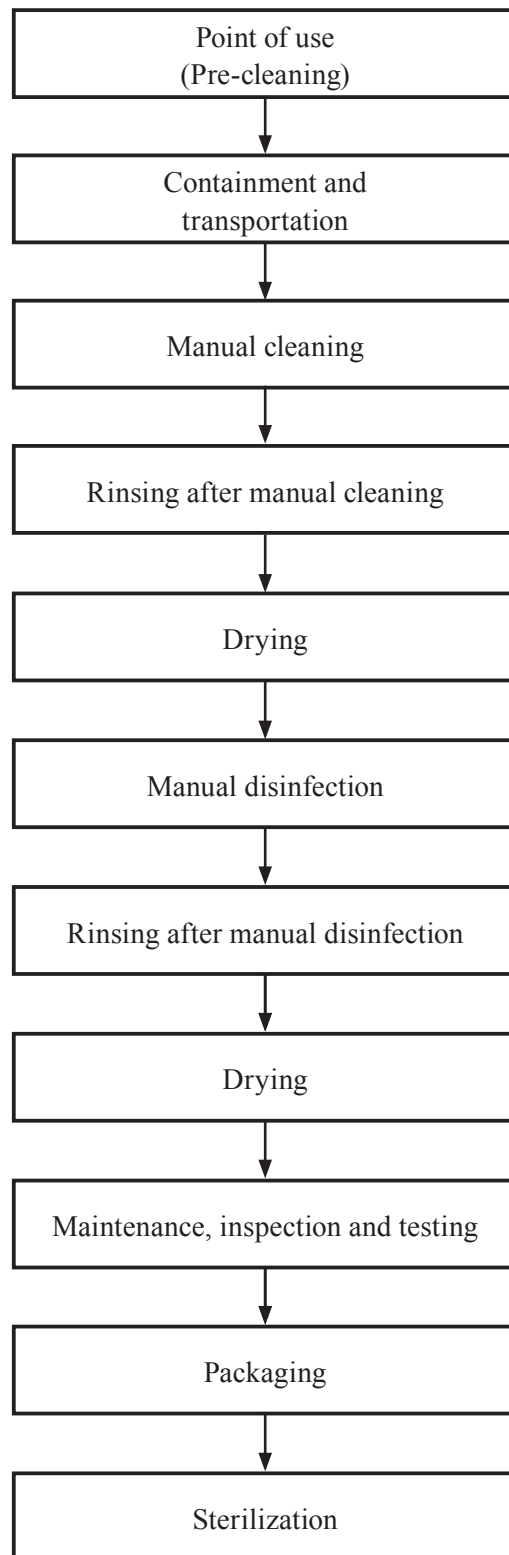 Point of use
(Pre-cleaning)
Containment and
transportation
Manual cleaning
Rinsing after manual cleaning
Drying
Manual disinfection
Rinsing after manual disinfection
Drying
Maintenance, inspection and testing
Packaging
Sterilization